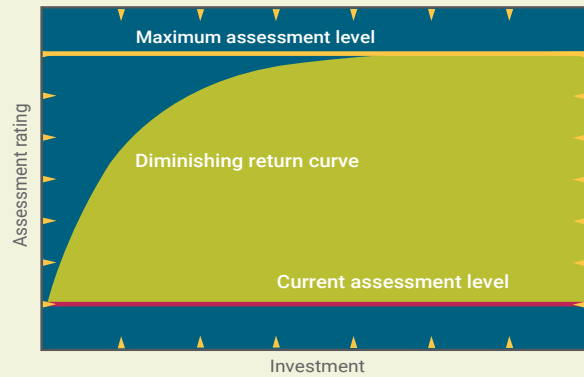 Maximum assessment level
Assessment rating
Diminishing return curve
Current assessment level
Investment